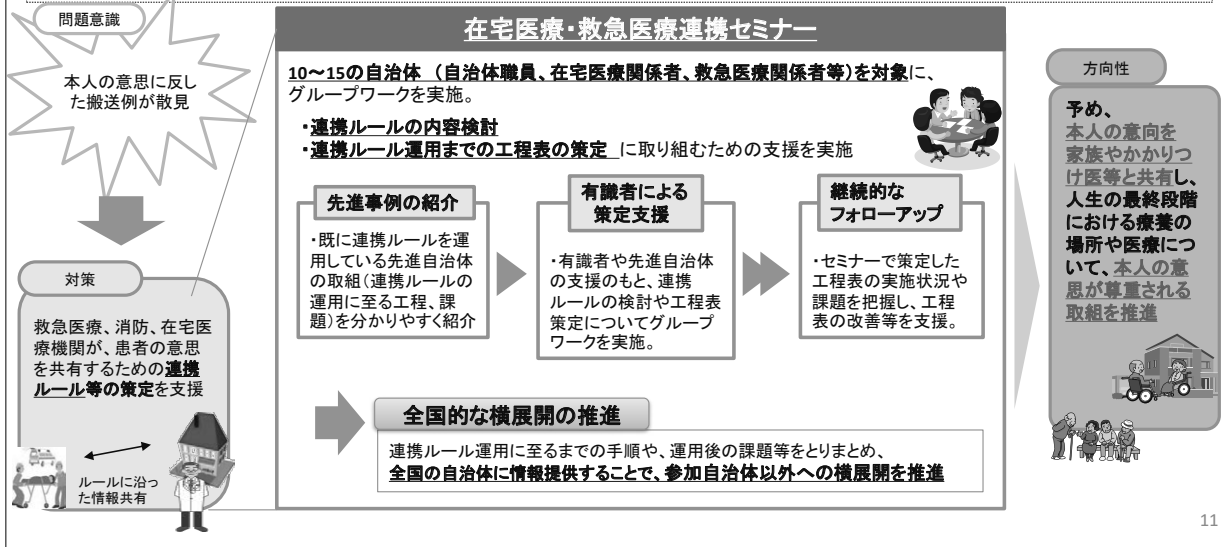 問題意識
本人の意思に反し
た搬送例が散見
対策
救急医療、消防、在宅医
療機関が、患者の意思
を共有するための連携
ルール等の策定を支援
ルールに沿っ
た情報共有
在宅医療・救急医療連携セミナー
10~15の自治体 (自治体職員、在宅医療関係者、救急医療関係者等)を対象に、
グループワークを実施。
・連携ルールの内容検討
・連携ルール運用までの工程表の策定 に取り組むための支援を実施
先進事例の紹介
・既に連携ルールを運
用している先進自治体
の取組(連携ルールの
運用に至る工程、課
題)を分かりやすく紹介
有識者による
策定支援
・有識者や先進自治体
の支援のもと、連携
ルールの検討や工程表
策定についてグループ
ワークを実施。
継続的な
フォローアップ
・セミナーで策定した
工程表の実施状況や
課題を把握し、工程
表の改善等を支援。
全国的な横展開の推進
連携ルール運用に至るまでの手順や、運用後の課題等をとりまとめ、
全国の自治体に情報提供することで、参加自治体以外への横展開を推進
方向性
予め、
本人の意向を
家族やかかりつ
け医等と共有し、
人生の最終段階
における療養の
場所や医療につ
いて、本人の意
思が尊重される
取組を推進
11